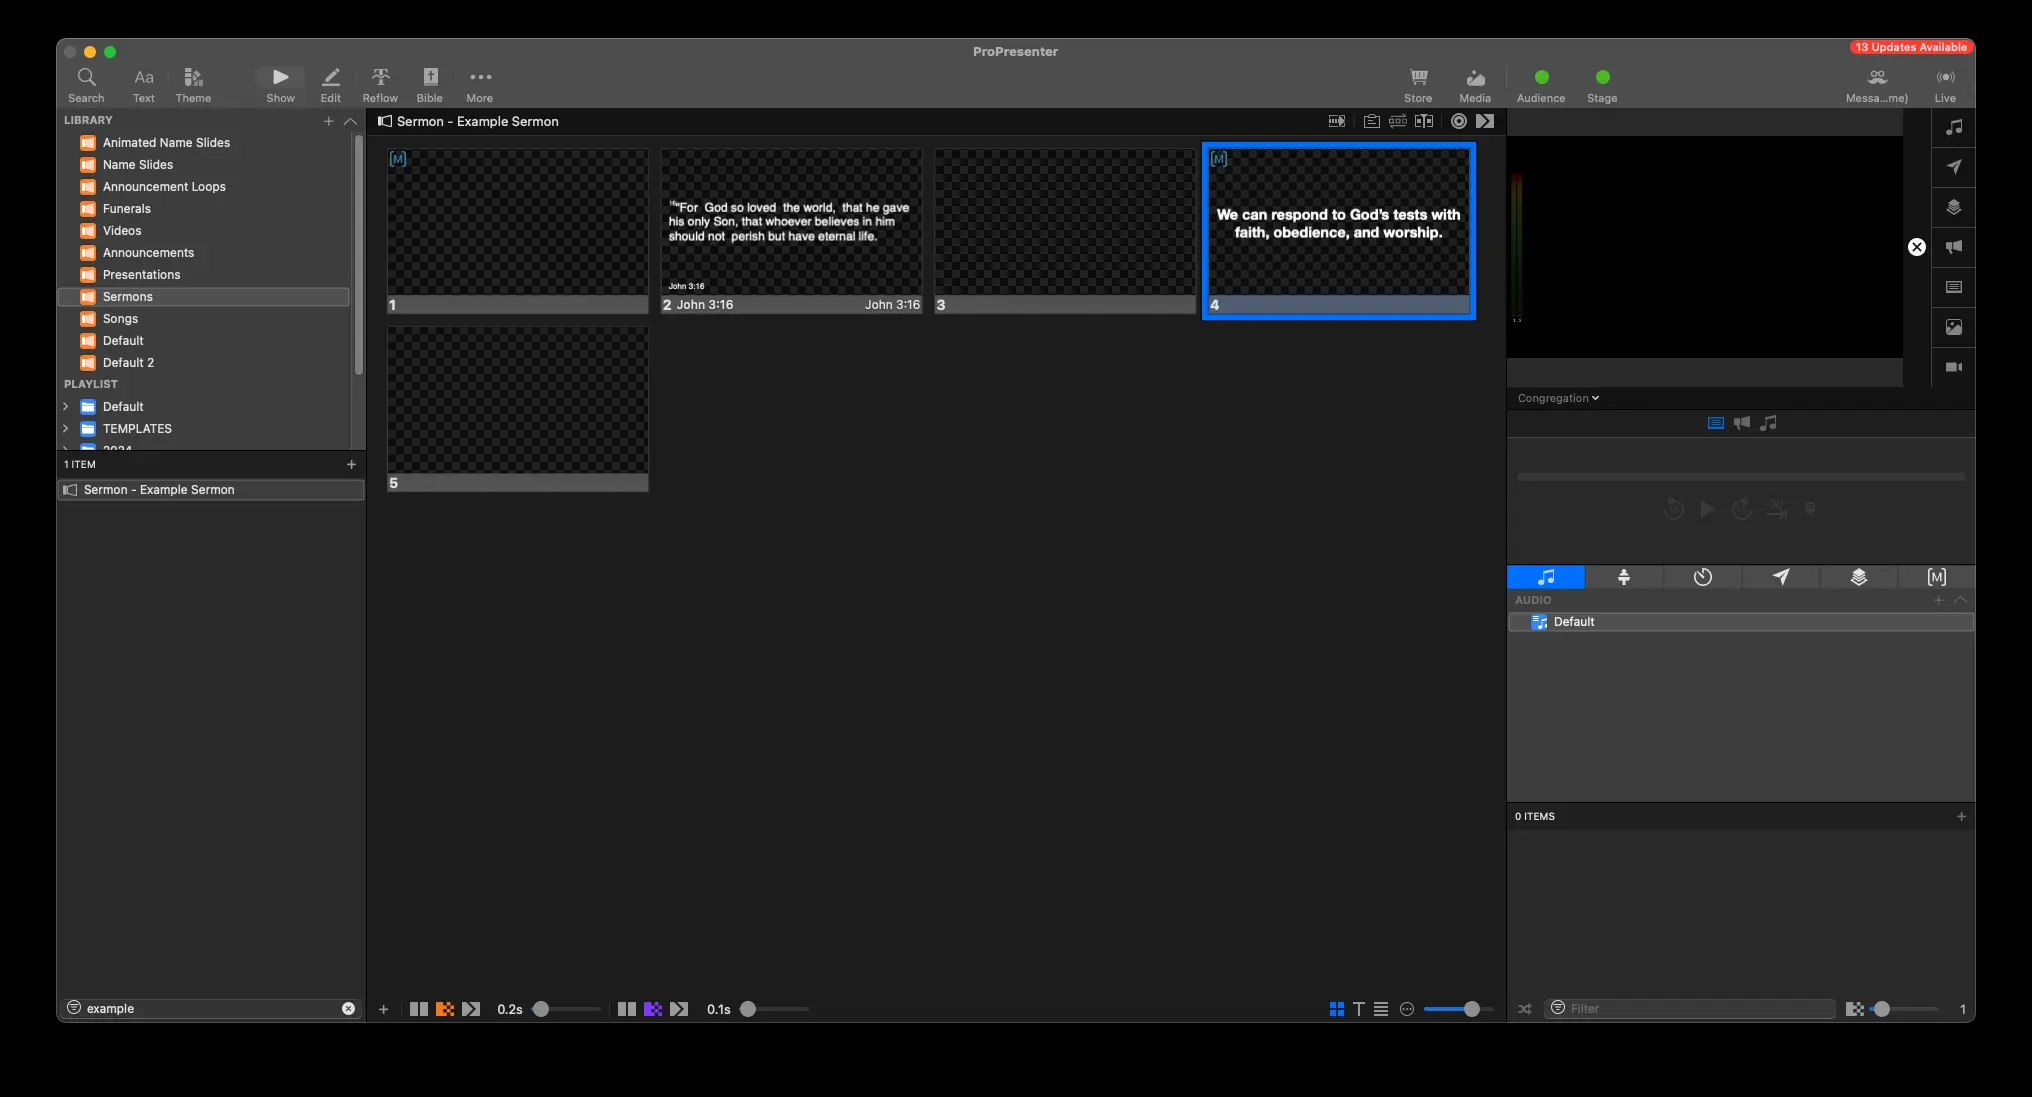 ProPresenter
13 Updates Available
Search
Text
Theme
Show
Edit
Reflow
Bible
More
Store
Media
Audience
Stage
Messa...me)
Live
LIBRARY
Animated Name Slides
Name Slides
Announcement Loops
Funerals
Videos
Announcements
Presentations
Sermons
Songs
Default
Default 2
PLAYLIST
Default
TEMPLATES
1 ITEM
Sermon - Example Sermon
example
Sermon - Example Sermon
[M]
1
16“For God so loved the world, that he gave
his only Son, that whoever believes in him
should not perish but have eternal life.
John 3:16
2 John 3:16
John 3:16
3
[M]
We can respond to God’s tests with
faith, obedience, and worship.
4
5
0.2s
0.1s
1 2
Congregation
[M]
AUDIO
Default
0 ITEMS
Filter
1